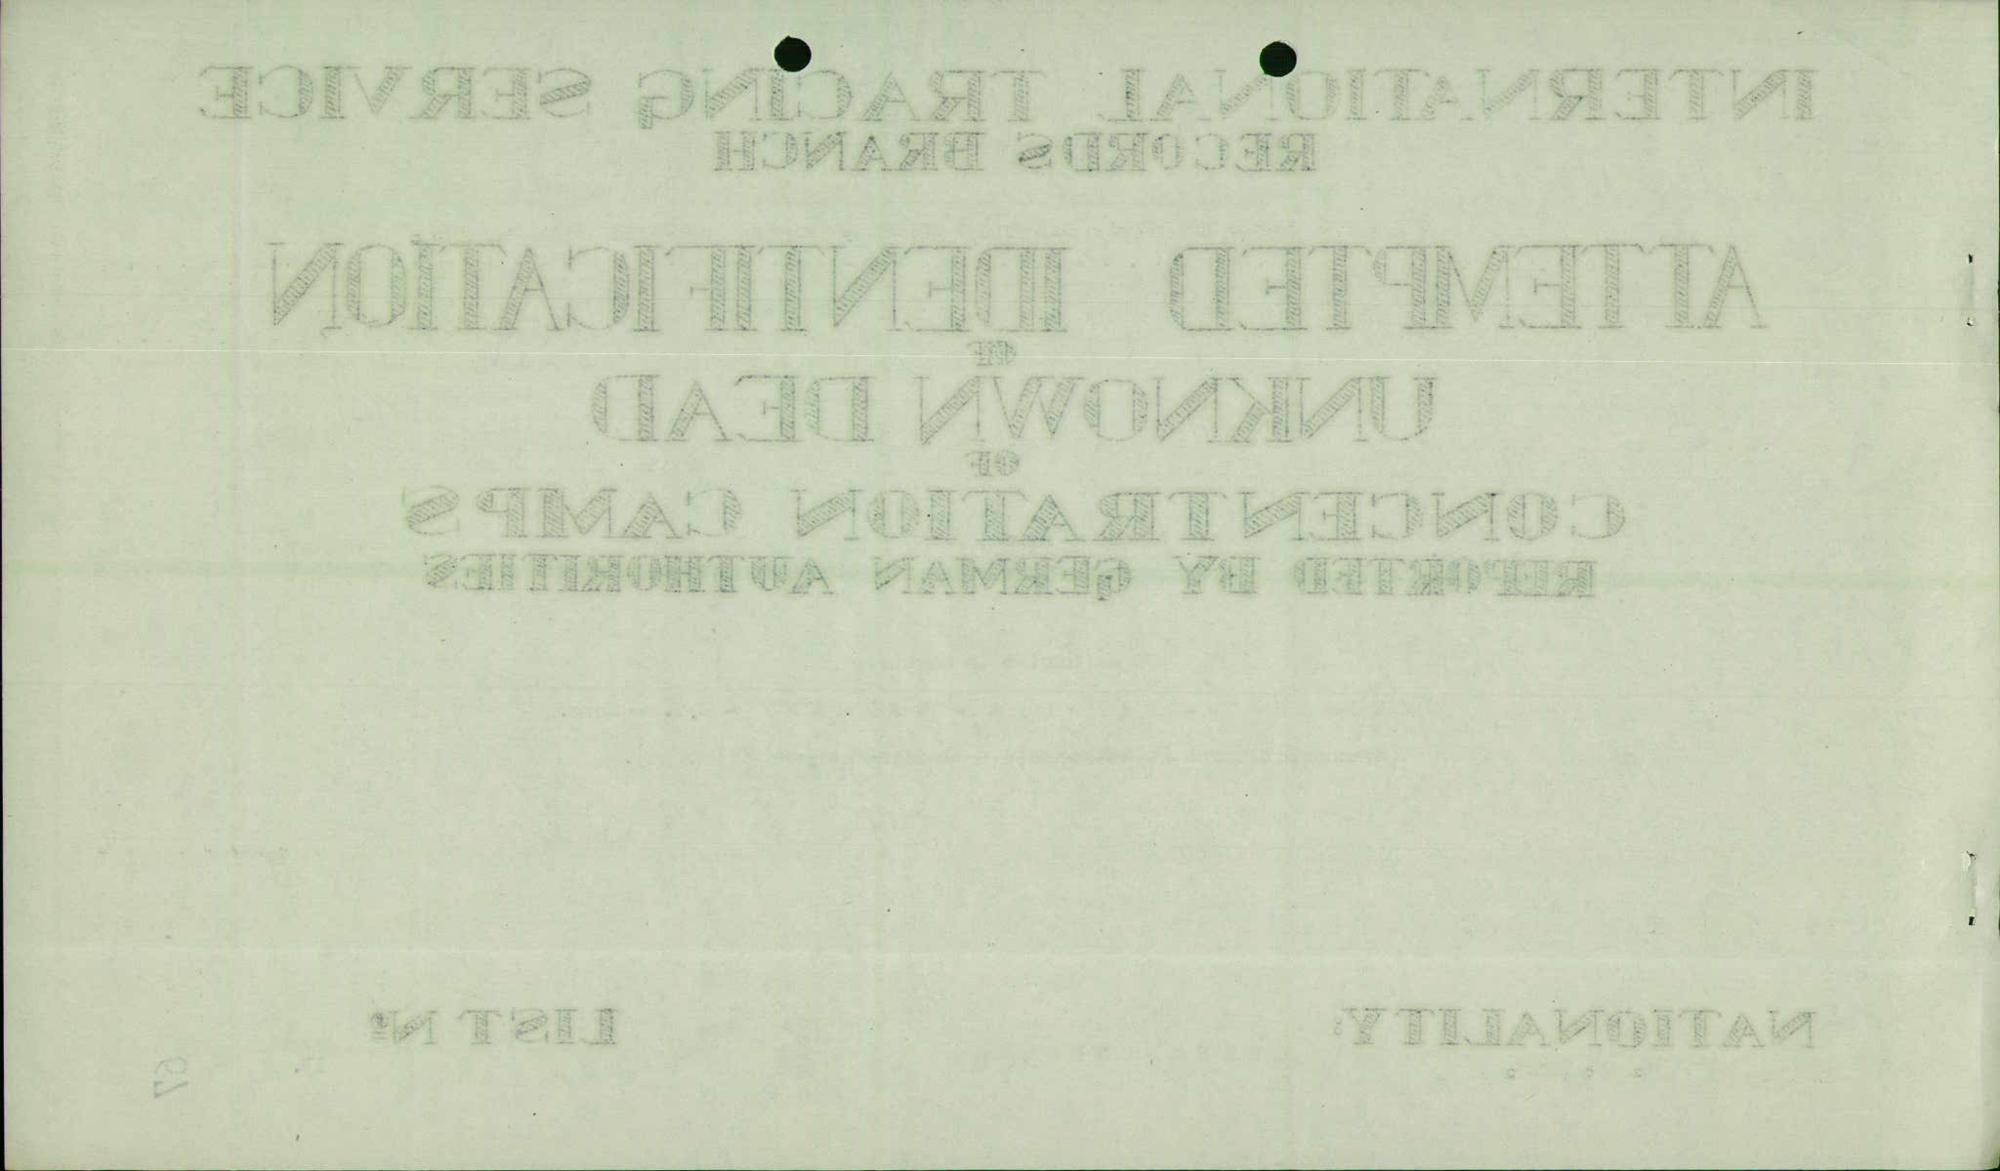 INTERNATIONAL TRACING SERVICE
RECORDS BRANCH
ATTEMPTED IDENTIFICATION
OF
UNKNOWN DEAD
OF
CONCENTRATION CAMPS
REPORTED BY GERMAN AUTHORITIES
NATIONALITY: LIST Nº
67